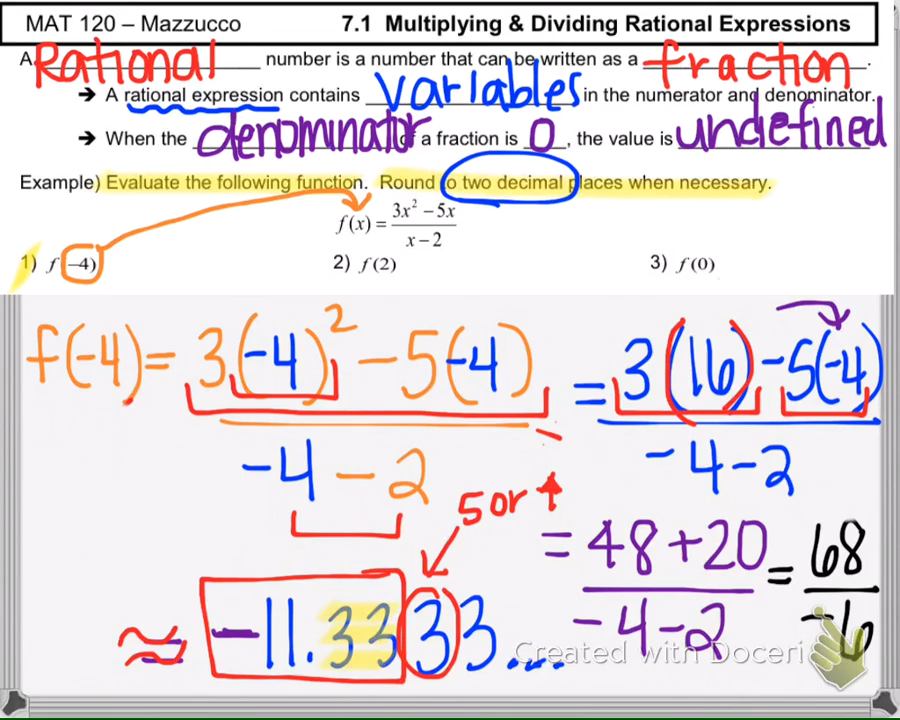 MAT 120 – Mazzucco 7.1 Multiplying & Dividing Rational Expressions
A Rational number is a number that can be written as a fraction.
➔ A rational expression contains variables in the numerator and denominator.
➔ When the denominator of a fraction is 0, the value is undefined
Example) Evaluate the following function. Round to two decimal places when necessary.
f(x) = (3x² − 5x)/(x − 2)
1) f(−4) 2) f(2) 3) f(0)
f(-4) = (3(-4)² - 5(-4))/(-4 - 2) = (3(16) - 5(-4))/(-4 - 2)
5 or ↑
= (48 + 20)/(-4 - 2) = 68/-6
≈ -11.3333...
Created with Doceri